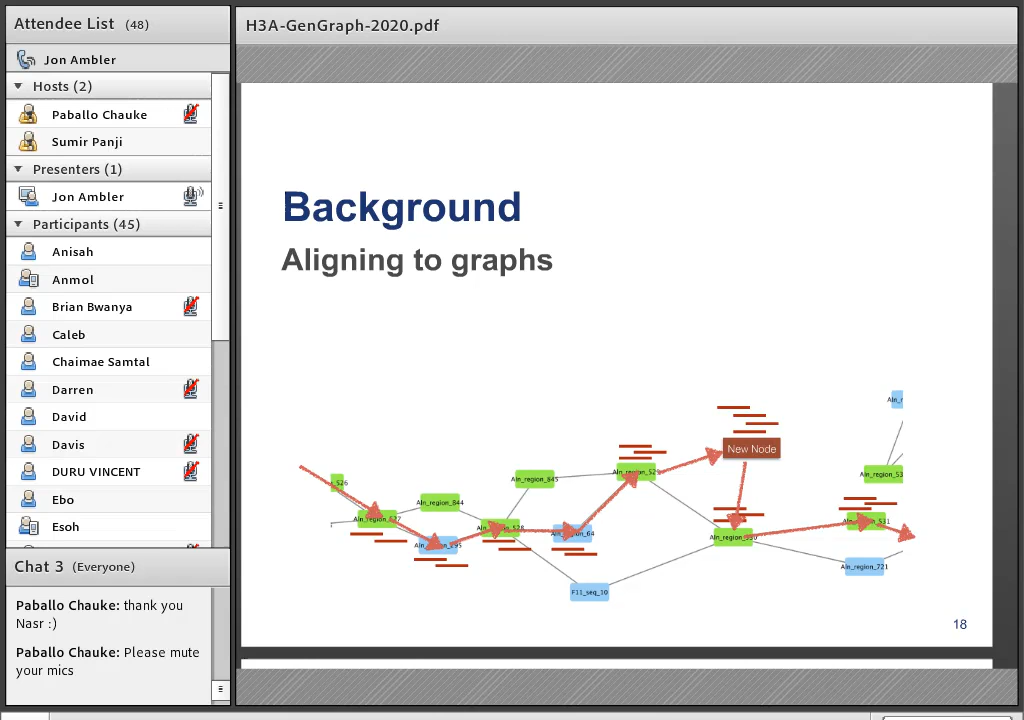 Attendee List (48)
Jon Ambler
Hosts (2)
Paballo Chauke
Sumir Panji
Presenters (1)
Jon Ambler
Participants (45)
Anisah
Anmol
Brian Bwanya
Caleb
Chaimae Samtal
Darren
David
Davis
DURU VINCENT
Ebo
Esoh
Chat 3 (Everyone)
Paballo Chauke: thank you
Nasr :)
Paballo Chauke: Please mute
your mics
H3A-GenGraph-2020.pdf
Background
Aligning to graphs
New Node
Aln_region_844
Aln_region_845
F11_seq_10
Aln_region_721
18